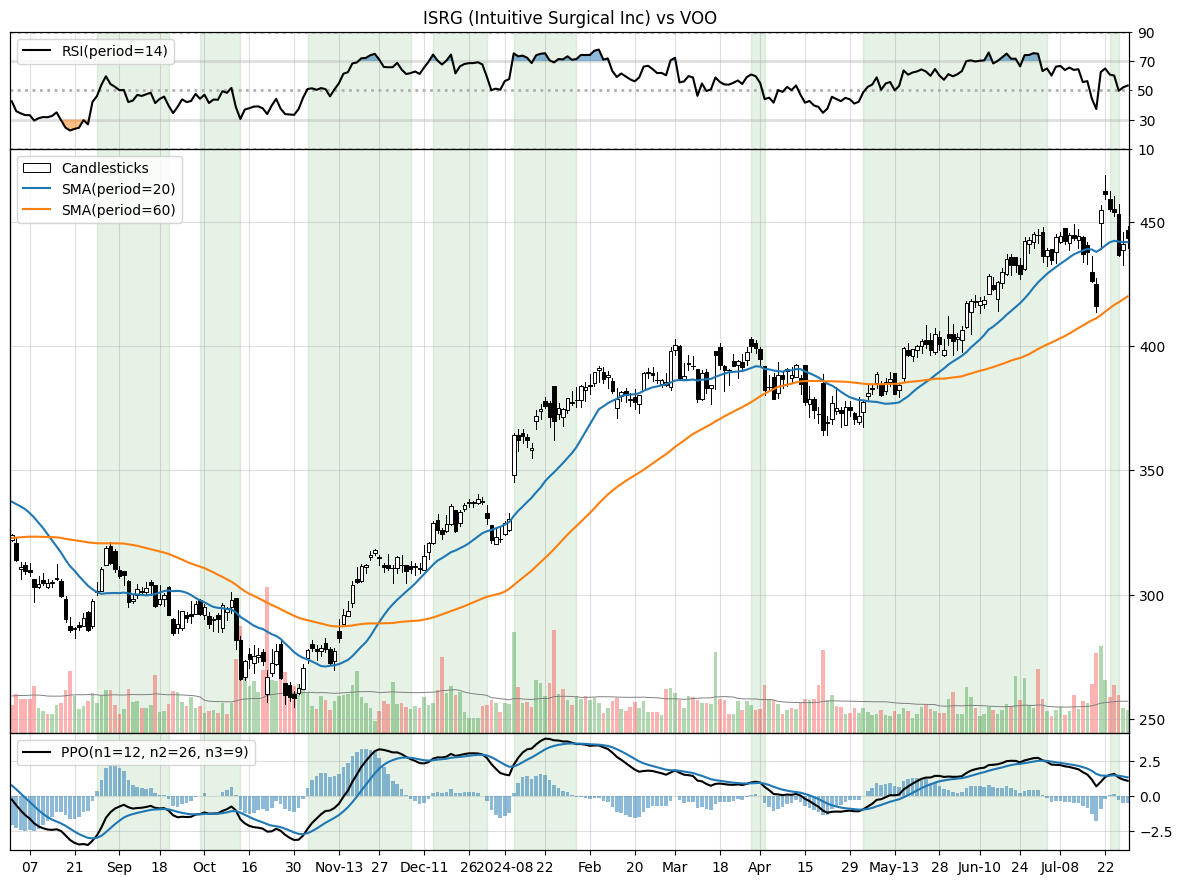 ISRG (Intuitive Surgical Inc) vs VOO
RSI(period=14)
90
70
50
30
10
Candlesticks
SMA(period=20)
SMA(period=60)
450
400
350
300
250
PPO(n1=12, n2=26, n3=9)
2.5
0.0
−2.5
07 21 Sep 18 Oct 16 30 Nov-13 27 Dec-11 26 2024-08 22 Feb 20 Mar 18 Apr 15 29 May-13 28 Jun-10 24 Jul-08 22